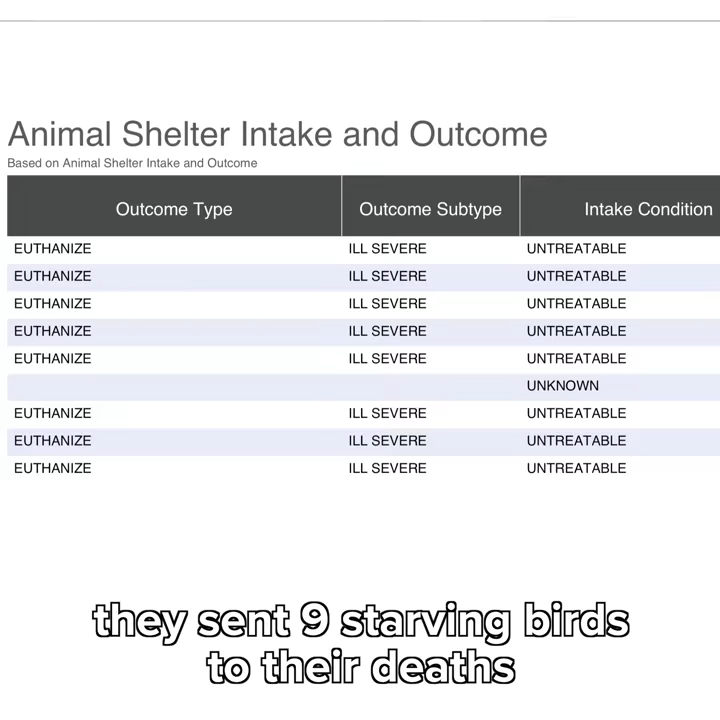 Animal Shelter Intake and Outcome
Based on Animal Shelter Intake and Outcome
Outcome Type Outcome Subtype Intake Condition
EUTHANIZE ILL SEVERE UNTREATABLE
EUTHANIZE ILL SEVERE UNTREATABLE
EUTHANIZE ILL SEVERE UNTREATABLE
EUTHANIZE ILL SEVERE UNTREATABLE
EUTHANIZE ILL SEVERE UNTREATABLE
UNKNOWN
EUTHANIZE ILL SEVERE UNTREATABLE
EUTHANIZE ILL SEVERE UNTREATABLE
EUTHANIZE ILL SEVERE UNTREATABLE
they sent 9 starving birds
to their deaths